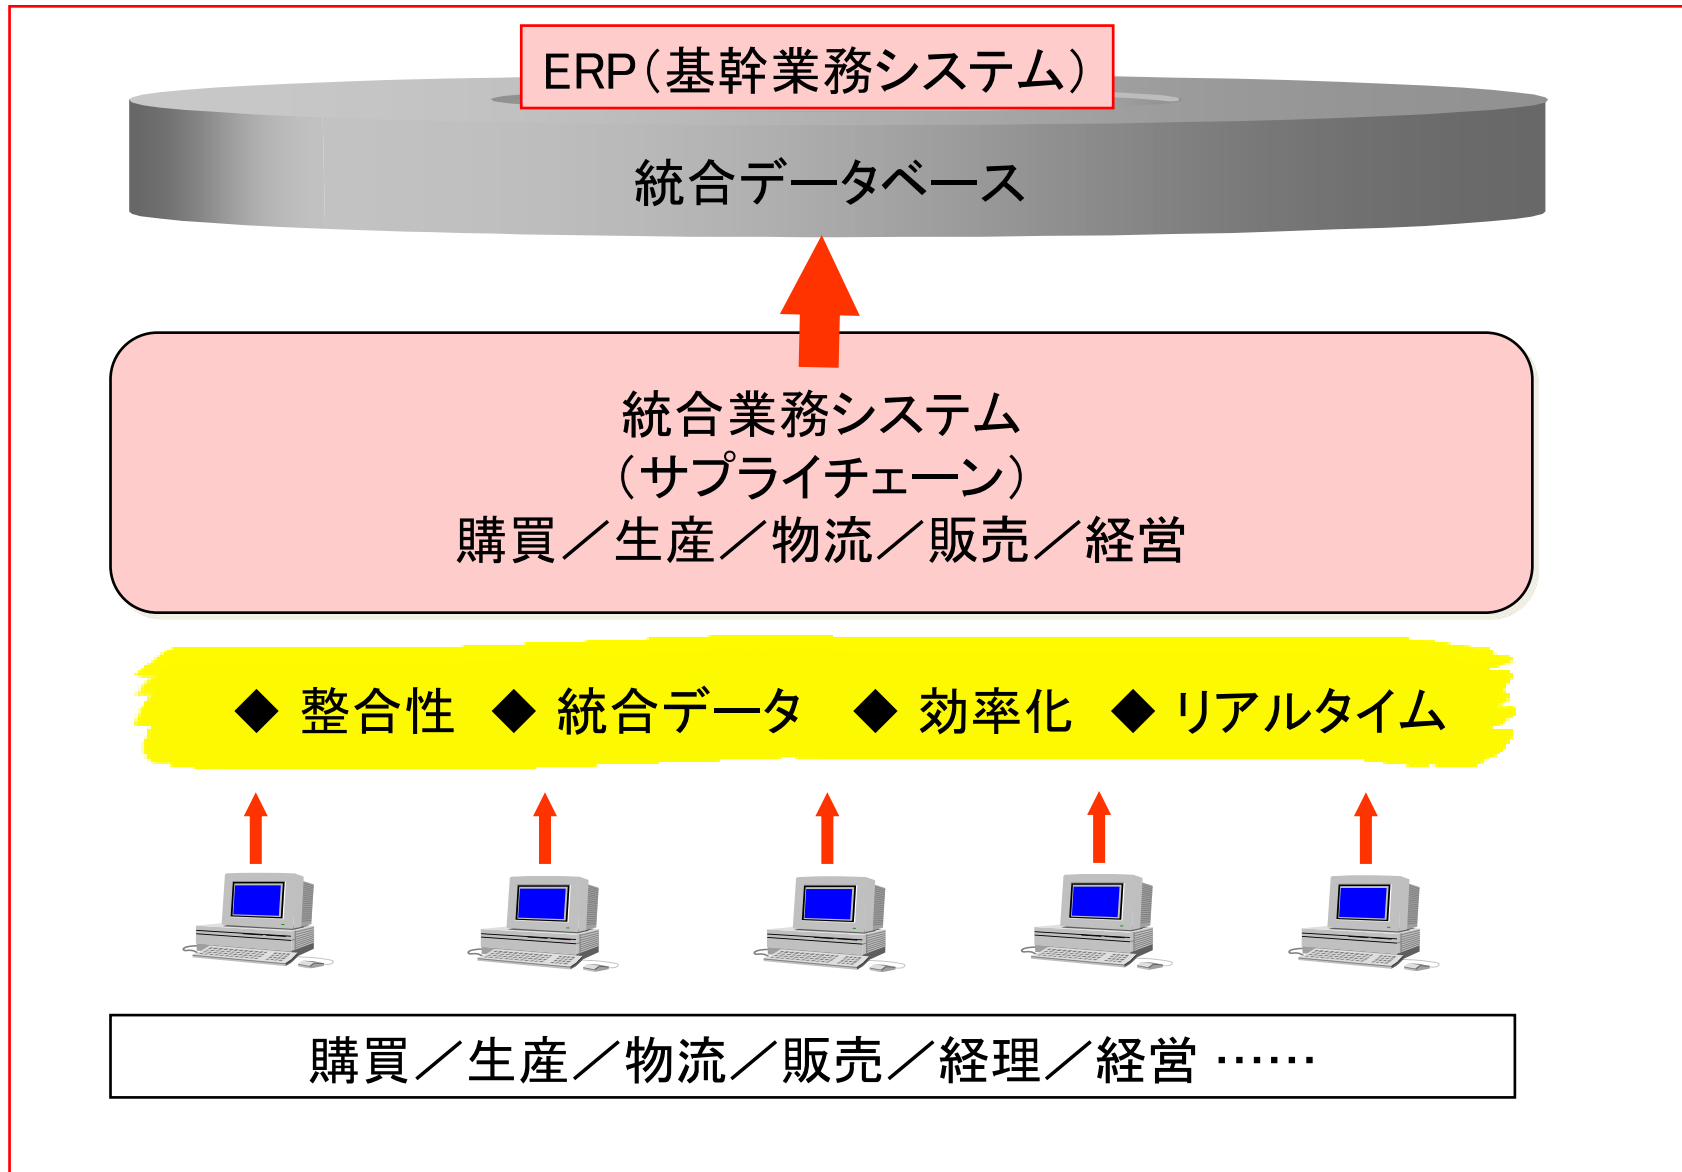 ERP（基幹業務システム）
統合データベース
統合業務システム
（サプライチェーン）
購買／生産／物流／販売／経営
◆ 整合性 ◆ 統合データ ◆ 効率化 ◆ リアルタイム
購買／生産／物流／販売／経理／経営 ……